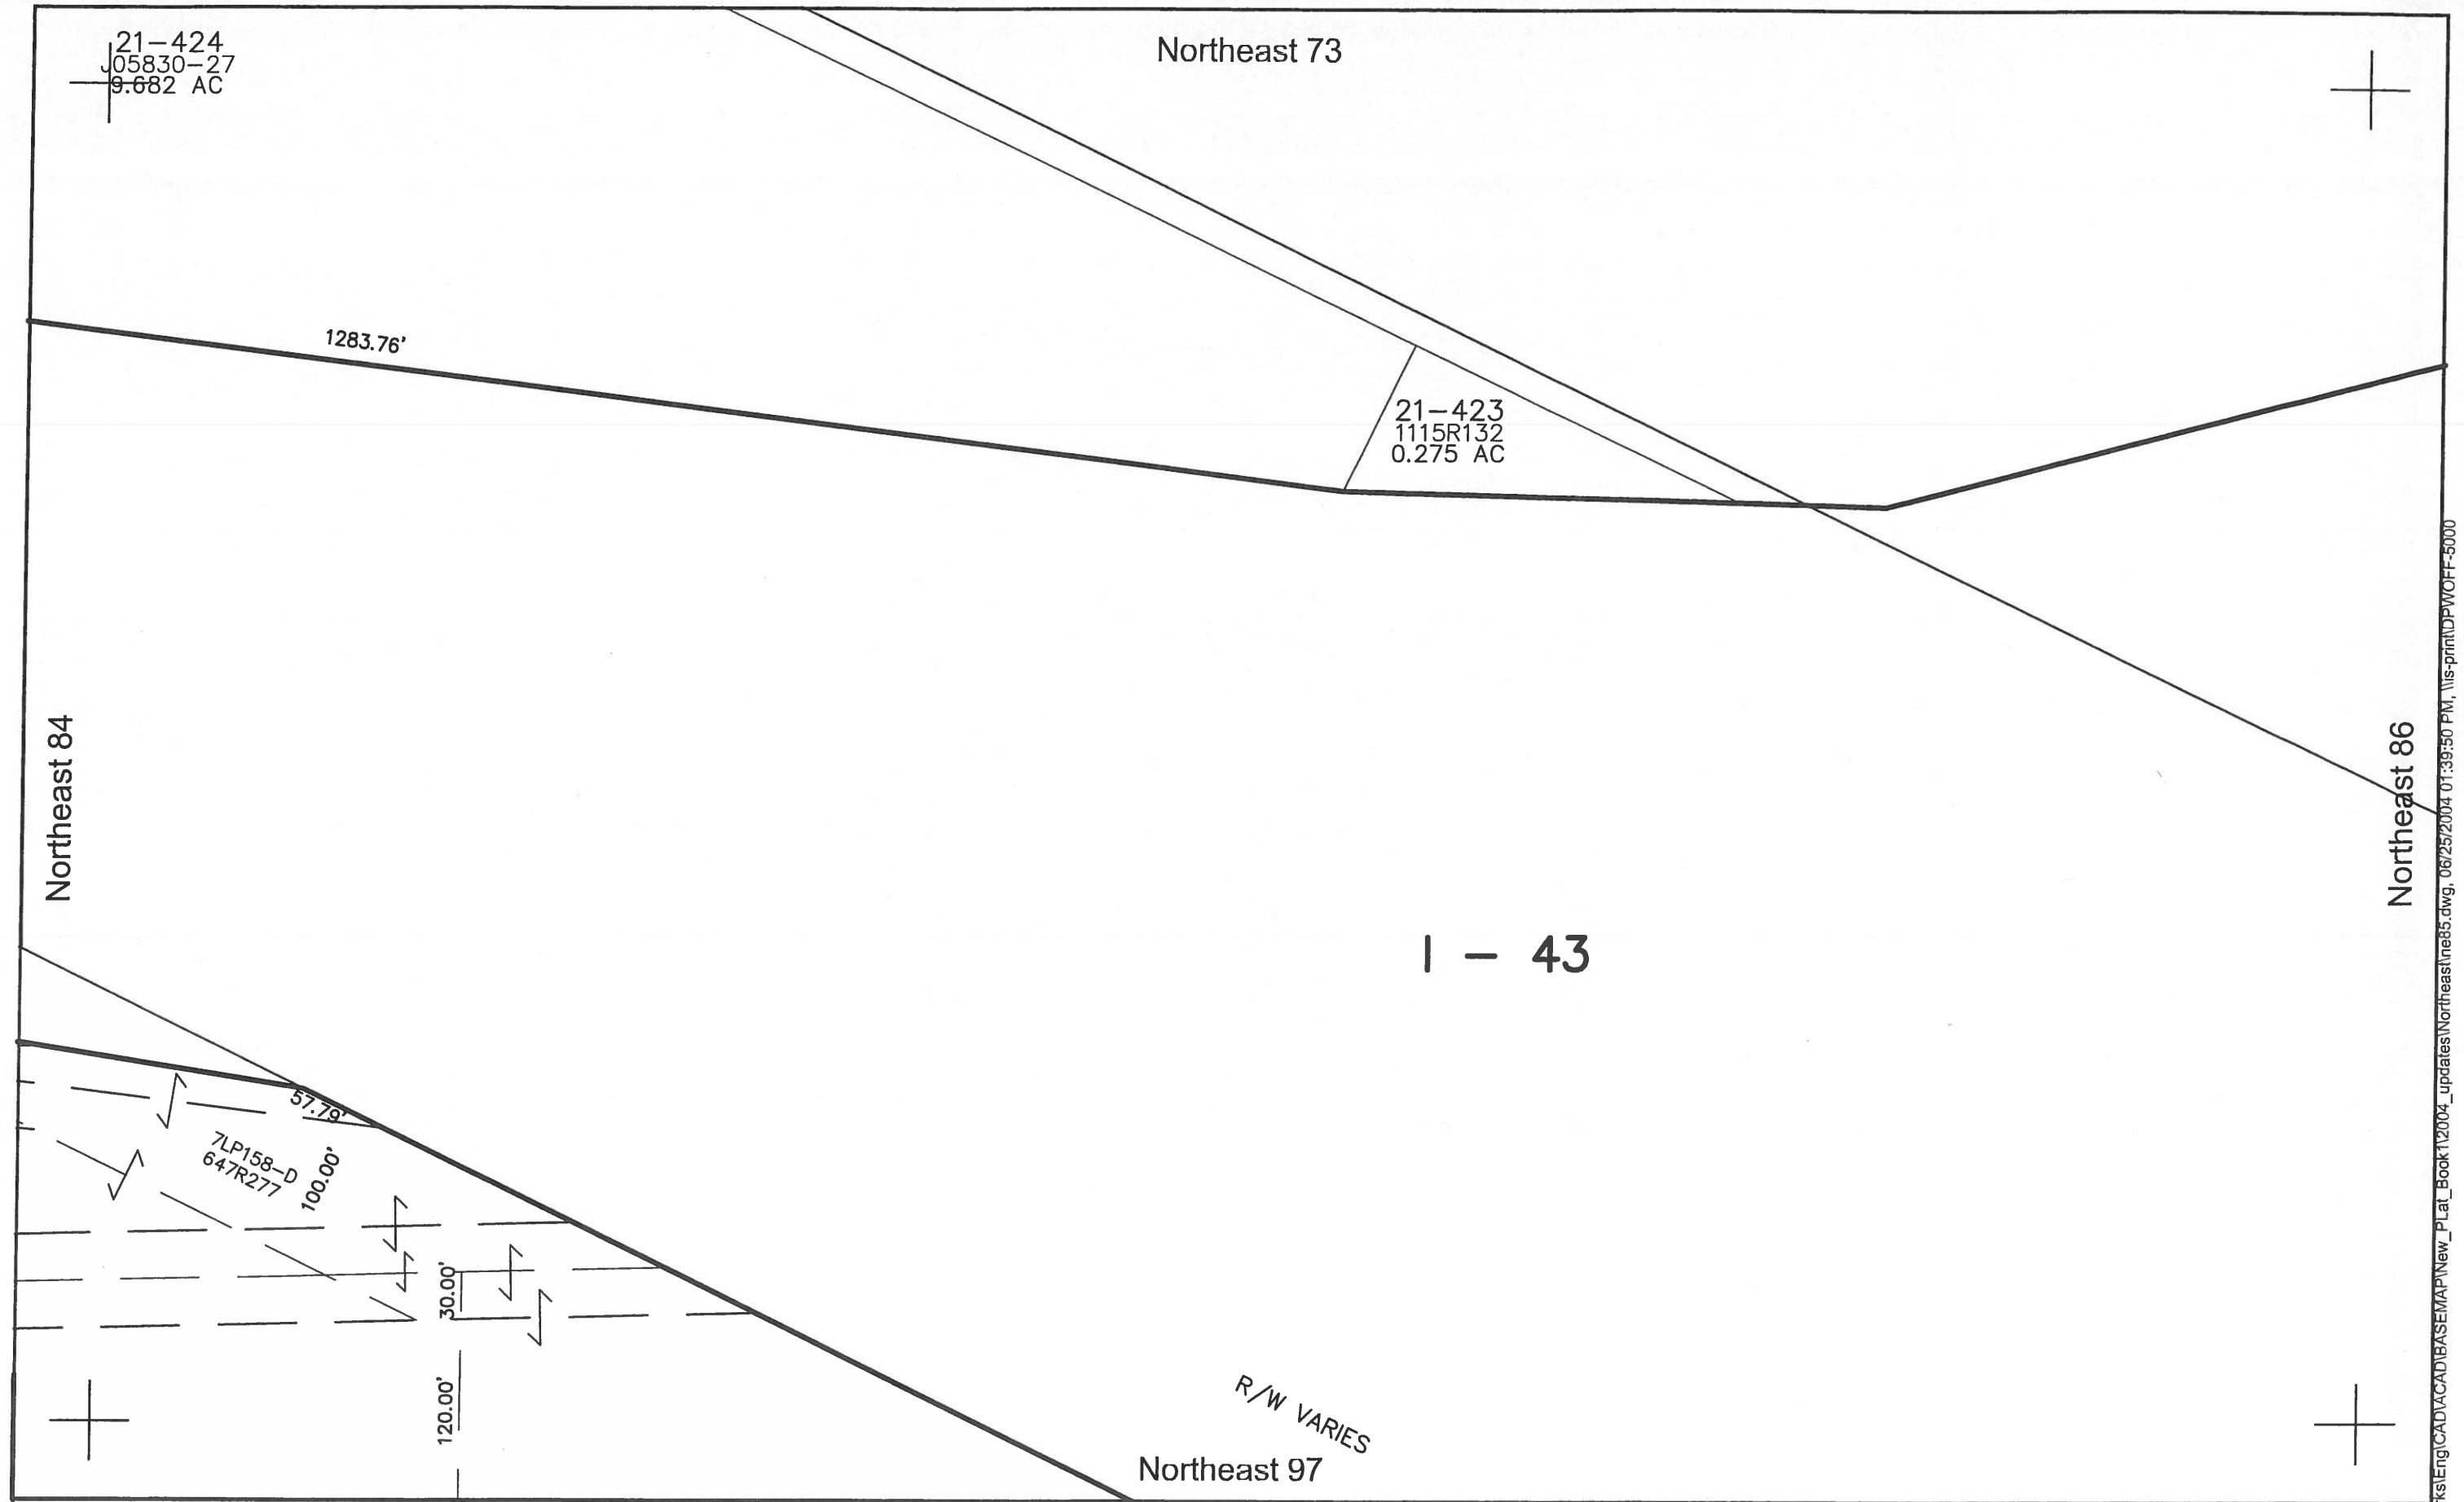 21-424
J05830-27
9.682 AC
Northeast 73
1283.76'
21-423
1115R132
0.275 AC
Northeast 84
Northeast 86
I - 43
57.79'
7LP158-D
647R277
100.00'
30.00'
120.00'
R/W VARIES
Northeast 97
ks\Eng\CAD\ACAD\BASEMAP\New_PLat_Book1\2004_updates\Northeast\ne85.dwg, 06/25/2004 01:39:50 PM, \\is-print\DPWOFF-5000